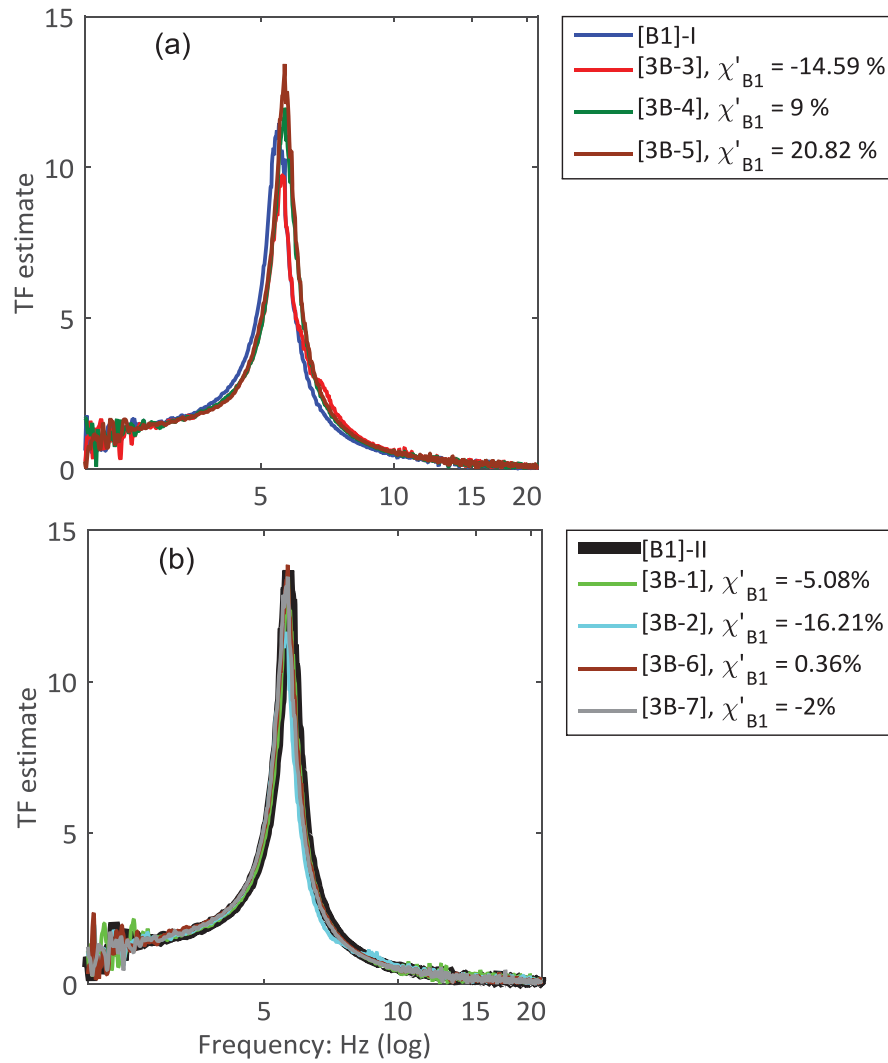 (a)
15
10
5
0
TF estimate
5
10
15
20
[B1]-I
[3B-3], χ'B1 = -14.59 %
[3B-4], χ'B1 = 9 %
[3B-5], χ'B1 = 20.82 %
(b)
15
10
5
0
TF estimate
5
10
15
20
Frequency: Hz (log)
[B1]-II
[3B-1], χ'B1 = -5.08%
[3B-2], χ'B1 = -16.21%
[3B-6], χ'B1 = 0.36%
[3B-7], χ'B1 = -2%